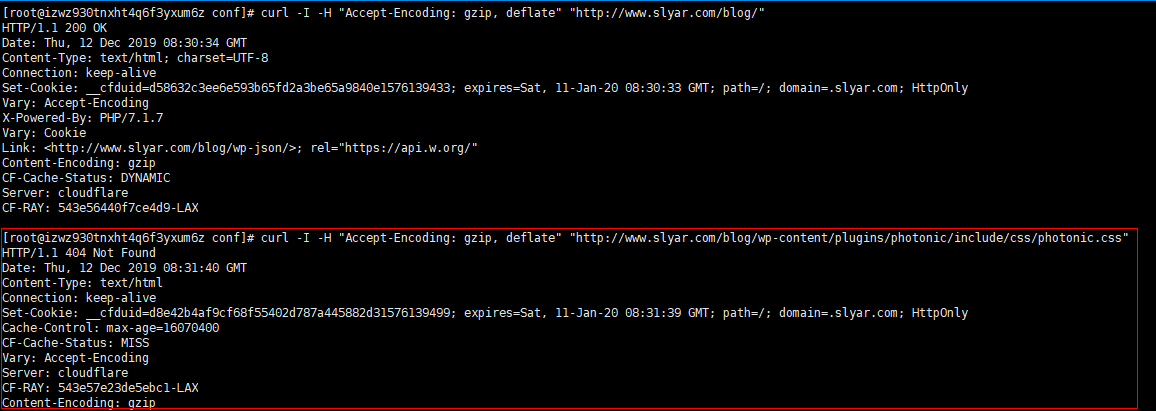 [root@izwz930tnxht4q6f3yxum6z conf]# curl -I -H "Accept-Encoding: gzip, deflate" "http://www.slyar.com/blog/"
HTTP/1.1 200 OK
Date: Thu, 12 Dec 2019 08:30:34 GMT
Content-Type: text/html; charset=UTF-8
Connection: keep-alive
Set-Cookie: __cfduid=d58632c3ee6e593b65fd2a3be65a9840e1576139433; expires=Sat, 11-Jan-20 08:30:33 GMT; path=/; domain=.slyar.com; HttpOnly
Vary: Accept-Encoding
X-Powered-By: PHP/7.1.7
Vary: Cookie
Link: <http://www.slyar.com/blog/wp-json/>; rel="https://api.w.org/"
Content-Encoding: gzip
CF-Cache-Status: DYNAMIC
Server: cloudflare
CF-RAY: 543e56440f7ce4d9-LAX
[root@izwz930tnxht4q6f3yxum6z conf]# curl -I -H "Accept-Encoding: gzip, deflate" "http://www.slyar.com/blog/wp-content/plugins/photonic/include/css/photonic.css"
HTTP/1.1 404 Not Found
Date: Thu, 12 Dec 2019 08:31:40 GMT
Content-Type: text/html
Connection: keep-alive
Set-Cookie: __cfduid=d8e42b4af9cf68f55402d787a445882d31576139499; expires=Sat, 11-Jan-20 08:31:39 GMT; path=/; domain=.slyar.com; HttpOnly
Cache-Control: max-age=16070400
CF-Cache-Status: MISS
Vary: Accept-Encoding
Server: cloudflare
CF-RAY: 543e57e23de5ebc1-LAX
Content-Encoding: gzip